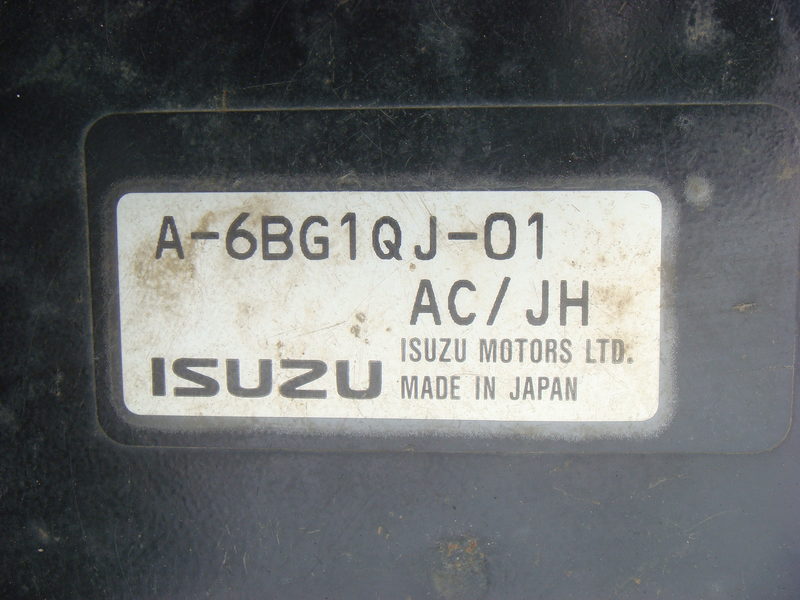 A-6BG1QJ-01
AC/JH
ISUZU MOTORS LTD.
ISUZU MADE IN JAPAN